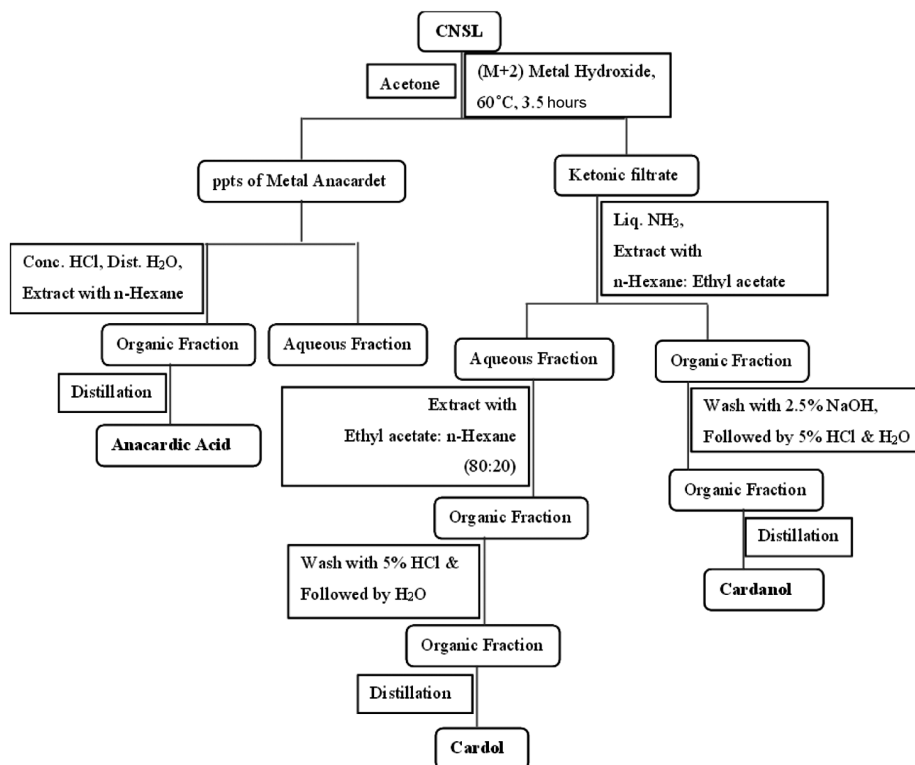 CNSL
Acetone
(M+2) Metal Hydroxide,
60˚C, 3.5 hours
ppts of Metal Anacardet
Ketonic filtrate
Liq. NH₃,
Extract with
n-Hexane: Ethyl acetate
Conc. HCl, Dist. H₂O,
Extract with n-Hexane
Organic Fraction
Aqueous Fraction
Aqueous Fraction
Organic Fraction
Distillation
Anacardic Acid
Extract with
Ethyl acetate: n-Hexane
(80:20)
Wash with 2.5% NaOH,
Followed by 5% HCl & H₂O
Organic Fraction
Organic Fraction
Distillation
Wash with 5% HCl &
Followed by H₂O
Cardanol
Organic Fraction
Distillation
Cardol